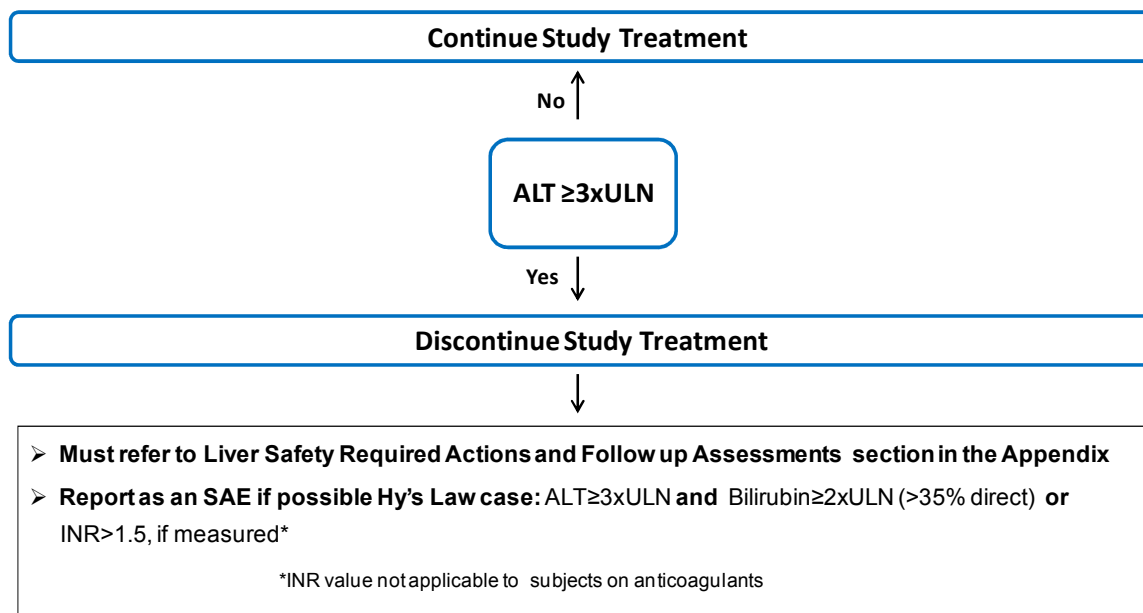 Continue Study Treatment
No
ALT ≥3xULN
Yes
Discontinue Study Treatment
➢ Must refer to Liver Safety Required Actions and Follow up Assessments section in the Appendix
➢ Report as an SAE if possible Hy's Law case: ALT≥3xULN and Bilirubin≥2xULN (>35% direct) or
INR>1.5, if measured*
*INR value not applicable to subjects on anticoagulants